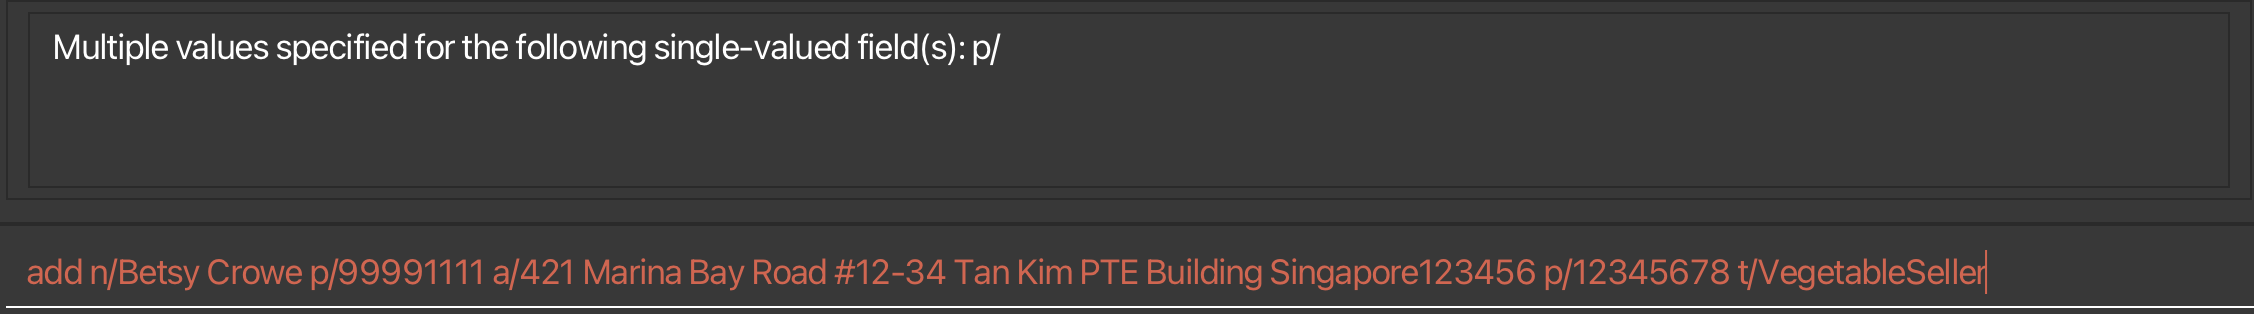 Multiple values specified for the following single-valued field(s): p/
add n/Betsy Crowe p/99991111 a/421 Marina Bay Road #12-34 Tan Kim PTE Building Singapore123456 p/12345678 t/VegetableSeller